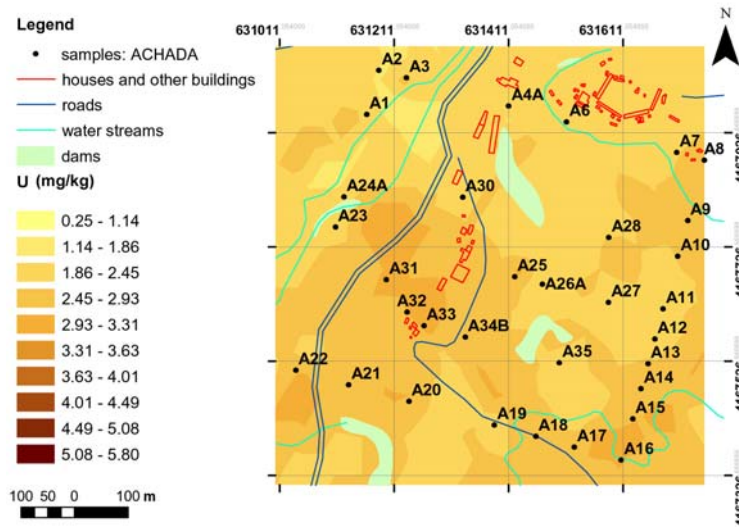 Legend
samples: ACHADA
houses and other buildings
roads
water streams
dams
U (mg/kg)
0.25 - 1.14
1.14 - 1.86
1.86 - 2.45
2.45 - 2.93
2.93 - 3.31
3.31 - 3.63
3.63 - 4.01
4.01 - 4.49
4.49 - 5.08
5.08 - 5.80
100 50 0 100 m
631011 631211 631411 631611
N
A2
A3
A1
A4A
A6
A7
A8
A24A
A30
A23
A9
A28
A10
A31
A25
A26A
A27
A11
A32
A33
A34B
A12
A35
A13
A22
A21
A14
A20
A15
A19
A18
A17
A16